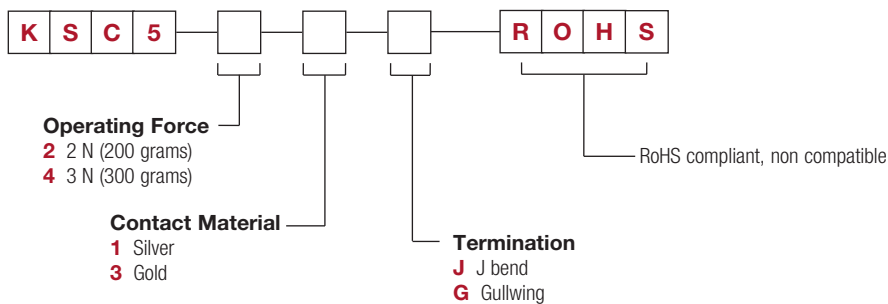 K S C 5 R O H S
Operating Force
2 2 N (200 grams)
4 3 N (300 grams)
RoHS compliant, non compatible
Contact Material
1 Silver
3 Gold
Termination
J J bend
G Gullwing